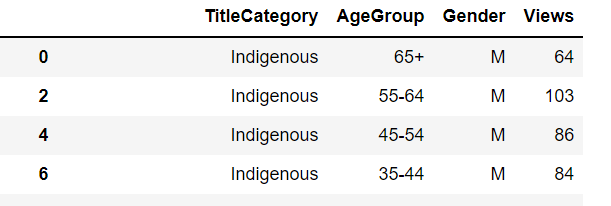 TitleCategory AgeGroup Gender Views
0 Indigenous 65+ M 64
2 Indigenous 55-64 M 103
4 Indigenous 45-54 M 86
6 Indigenous 35-44 M 84